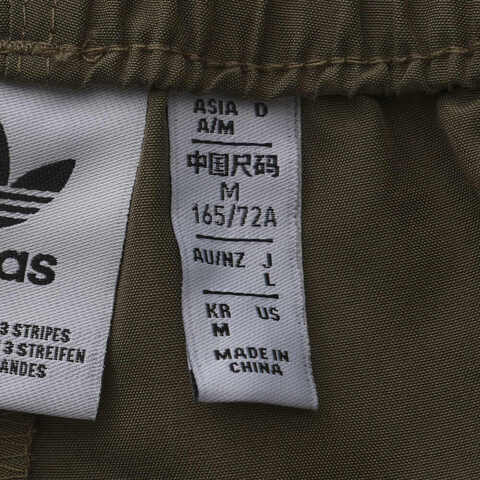 as
3 STRIPES
3 STREIFEN
ANDES
ASIA D
A/M
中国尺码
M
165/72A
AU/NZ J
L
KR US
M
MADE IN
CHINA